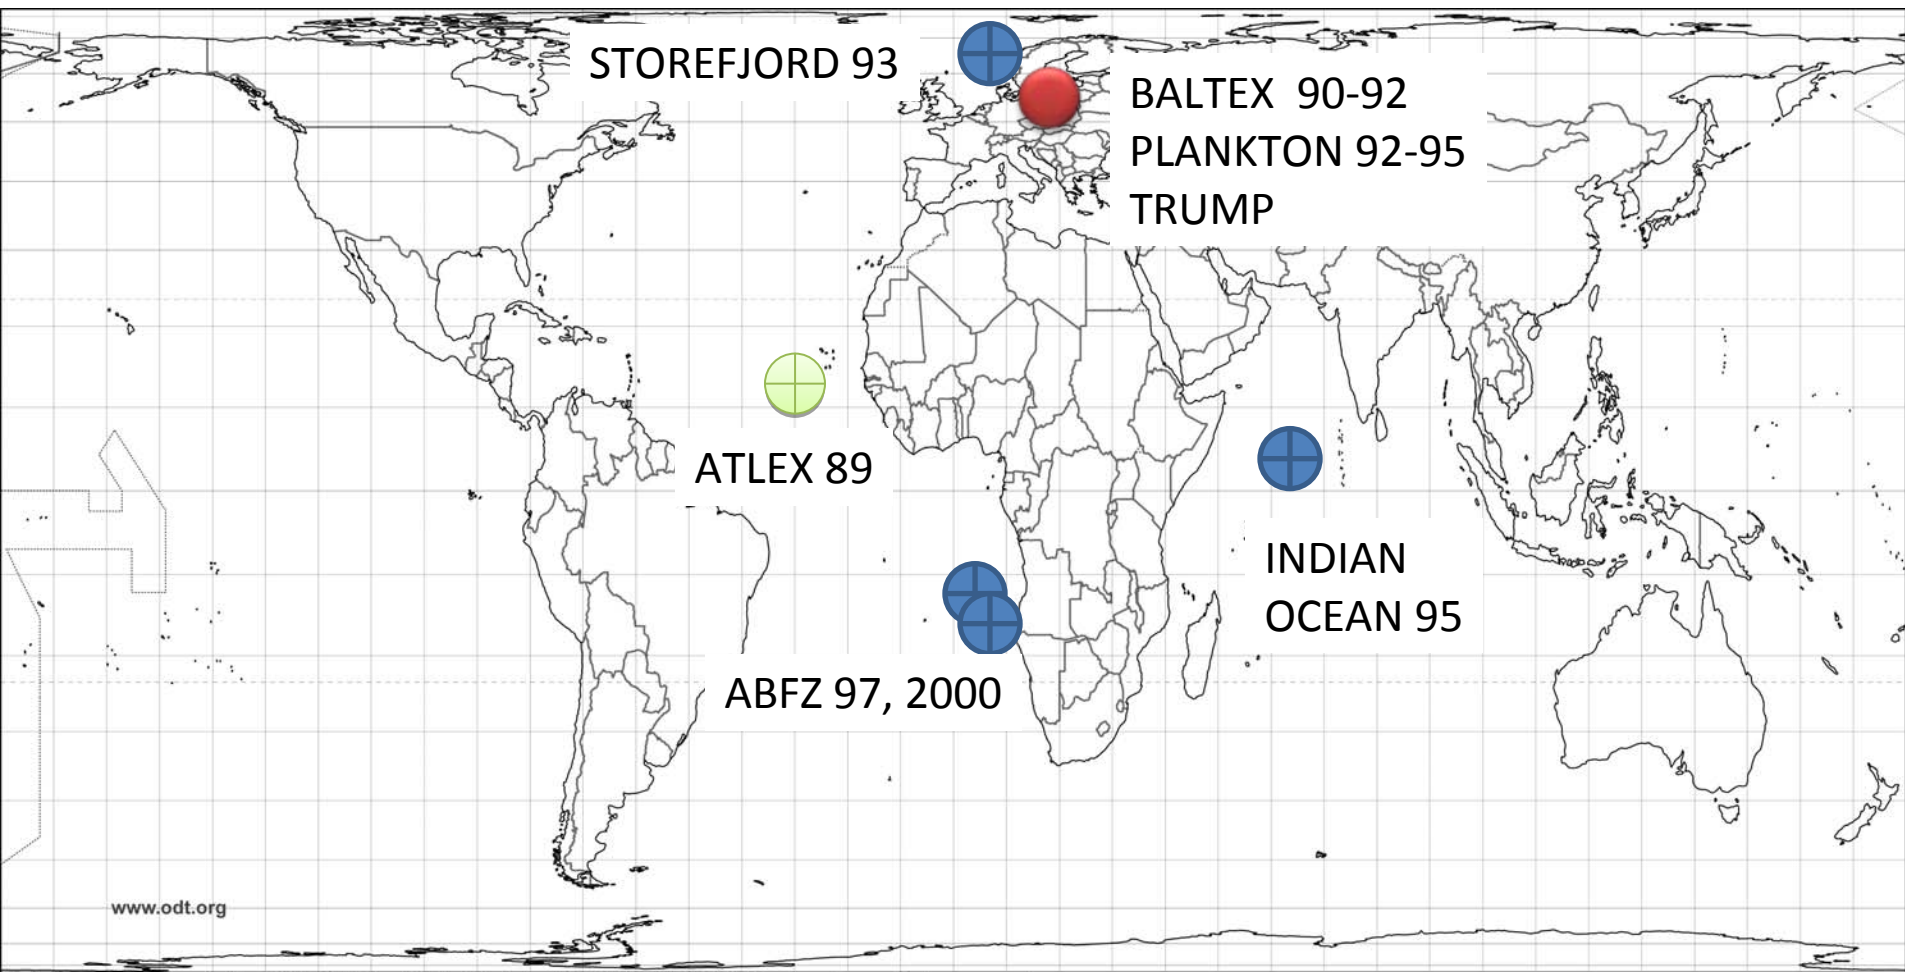 STOREFJORD 93
BALTEX  90-92
PLANKTON 92-95
TRUMP
ATLEX 89
INDIAN
OCEAN 95
ABFZ 97, 2000
www.odt.org